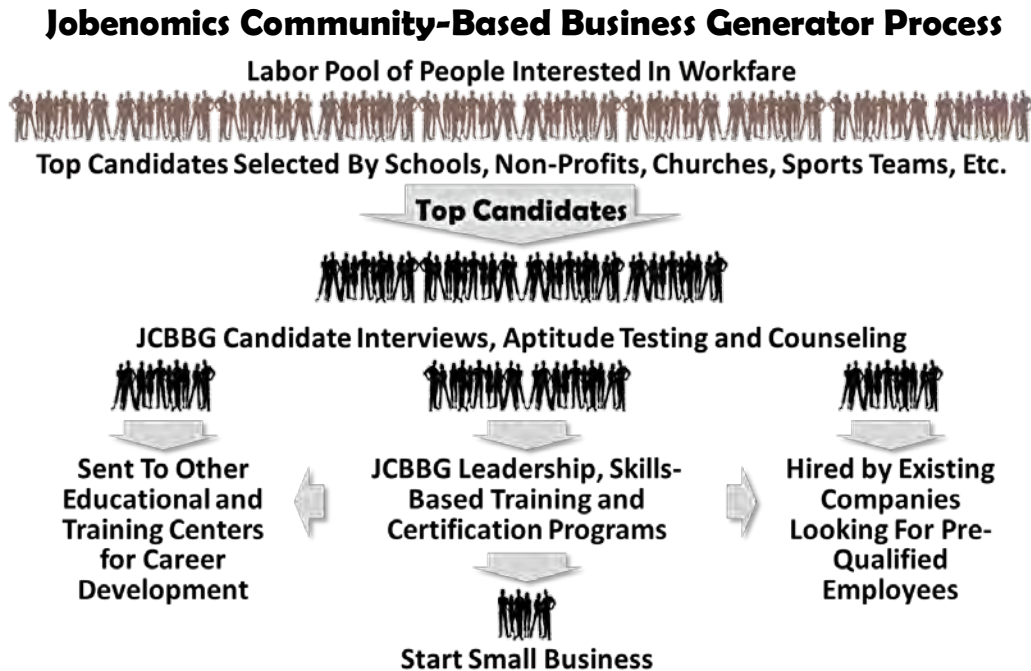 Jobenomics Community-Based Business Generator Process
Labor Pool of People Interested In Workfare
Top Candidates Selected By Schools, Non-Profits, Churches, Sports Teams, Etc.
Top Candidates
JCBBG Candidate Interviews, Aptitude Testing and Counseling
Sent To Other
Educational and
Training Centers
for Career
Development
JCBBG Leadership, Skills-
Based Training and
Certification Programs
Hired by Existing
Companies
Looking For Pre-
Qualified
Employees
Start Small Business